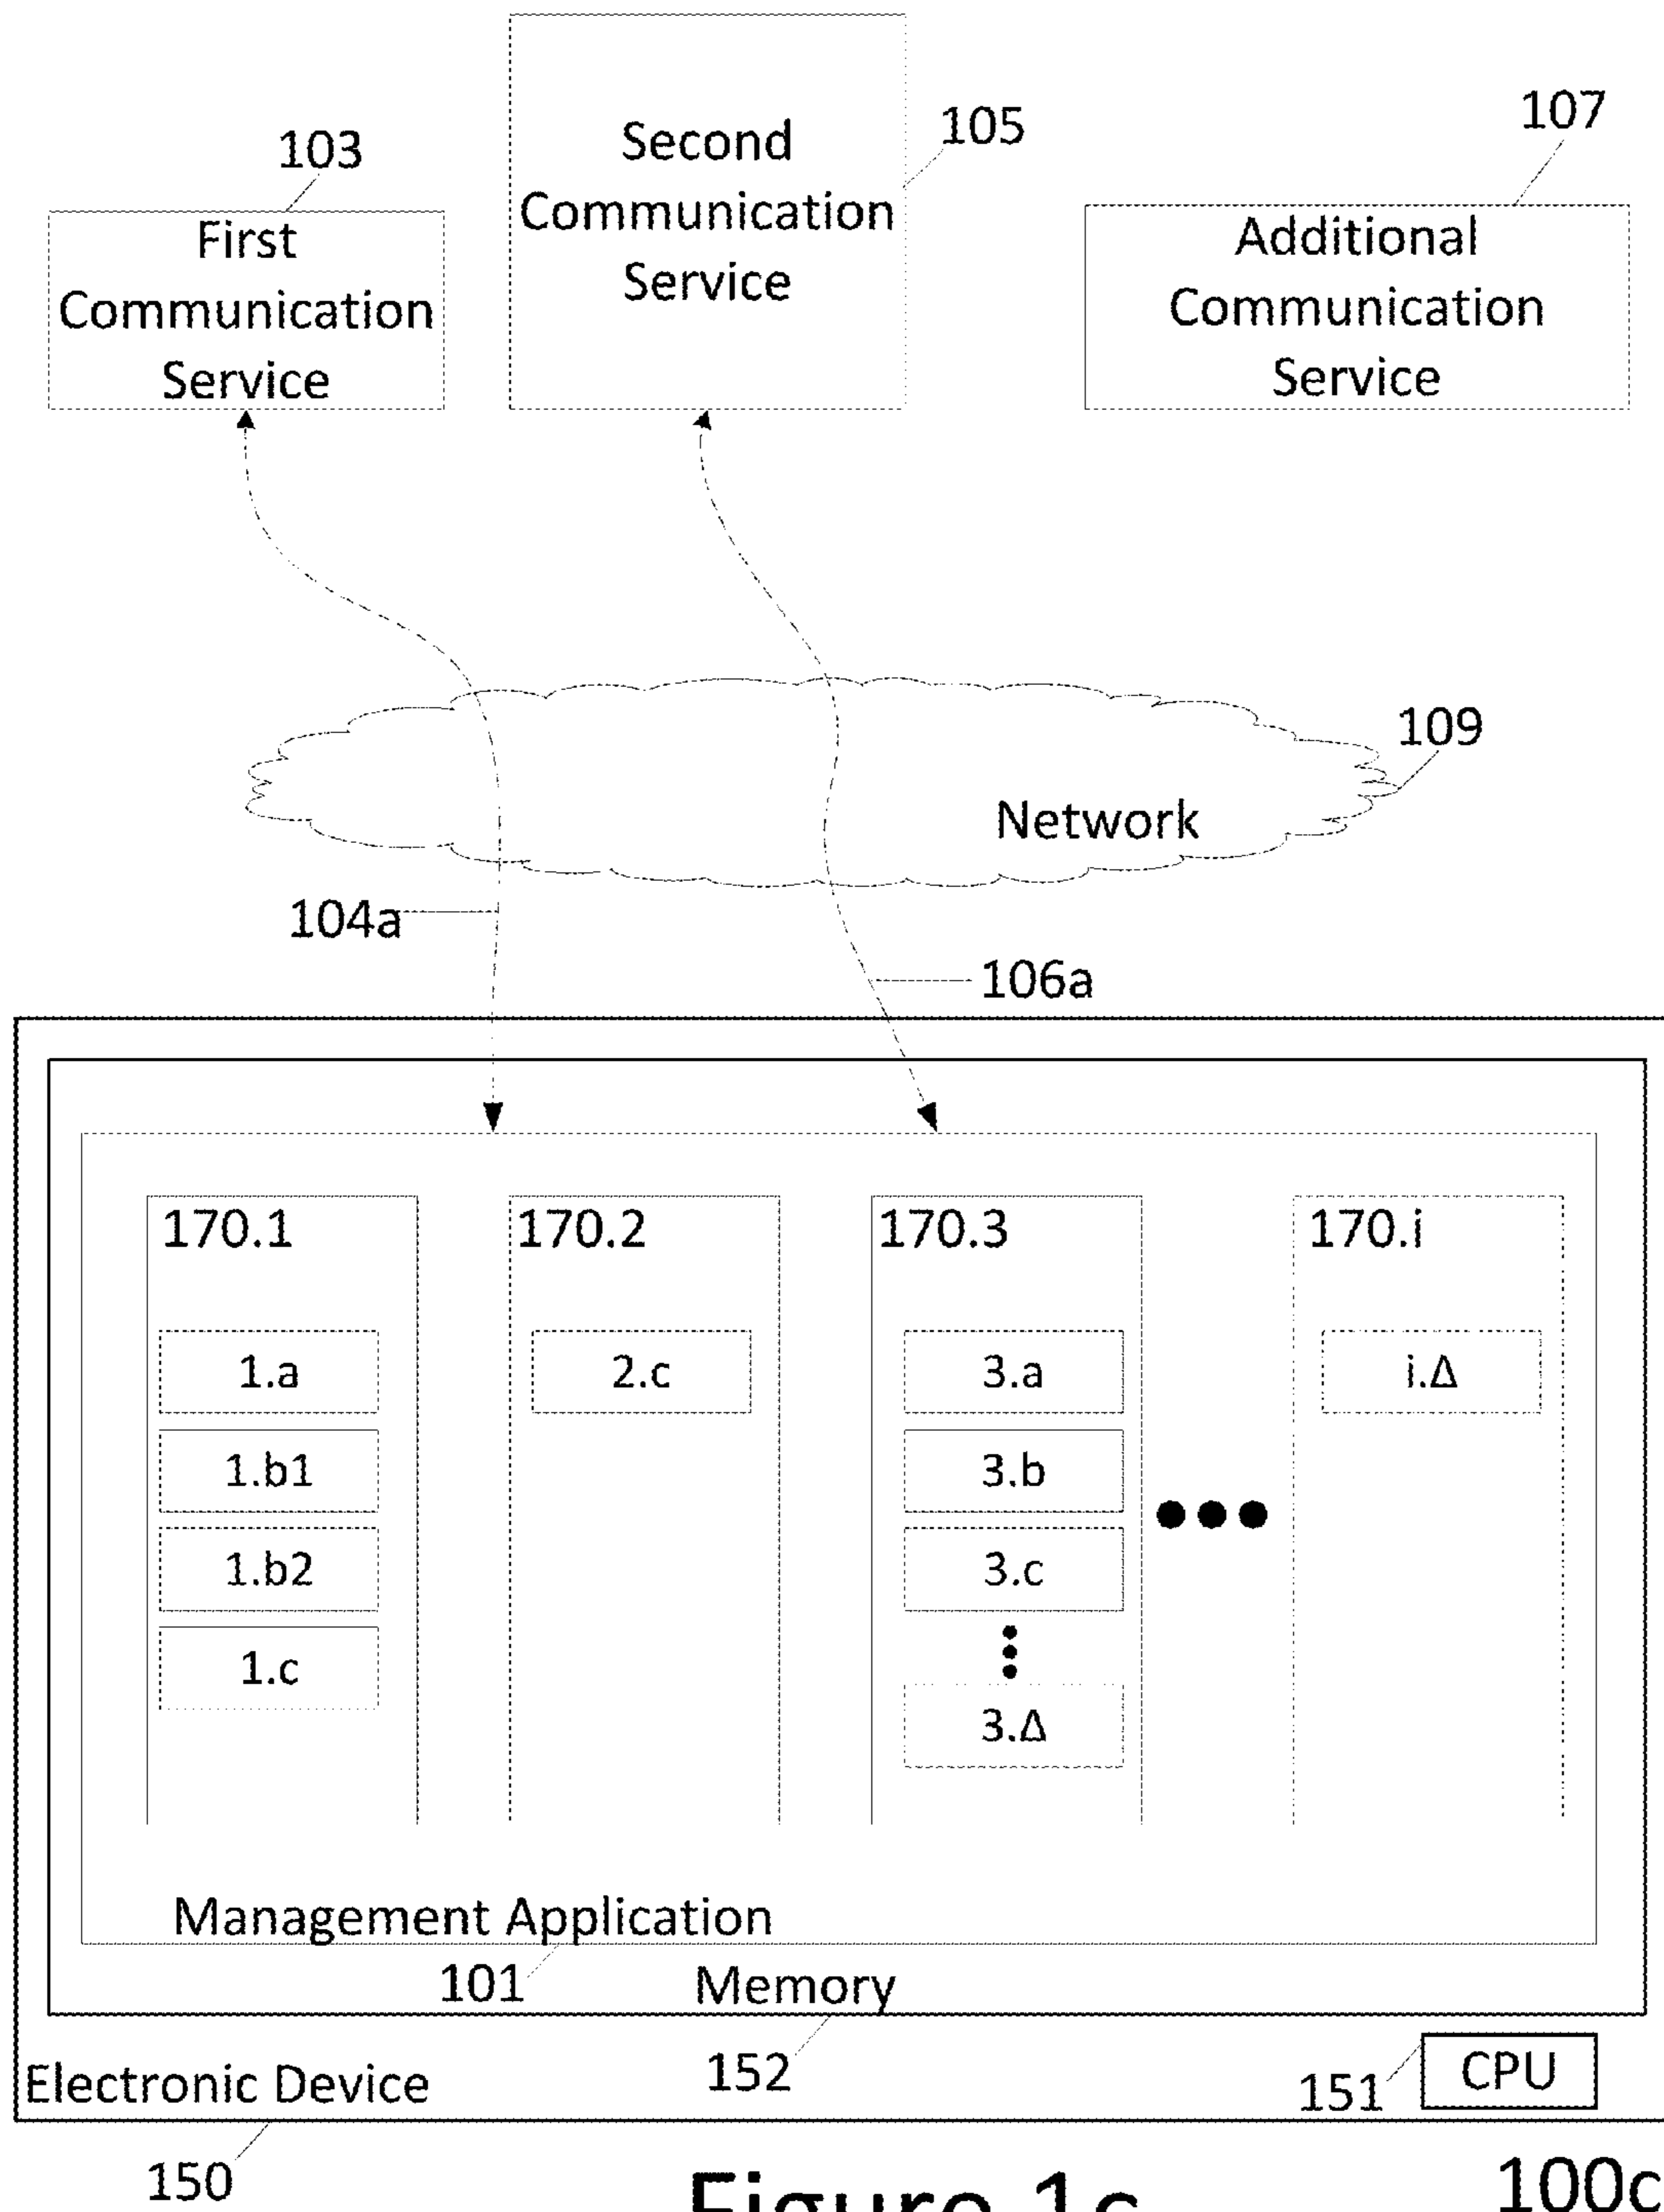 103
First
Communication
Service
Second
Communication
Service
105
107
Additional
Communication
Service
109
Network
104a
106a
170.1
1.a
1.b1
1.b2
1.c
170.2
2.c
170.3
3.a
3.b
3.c
3.Δ
170.i
i.Δ
Management Application
101
Memory
152
151
CPU
Electronic Device
150
Figure 1c
100c